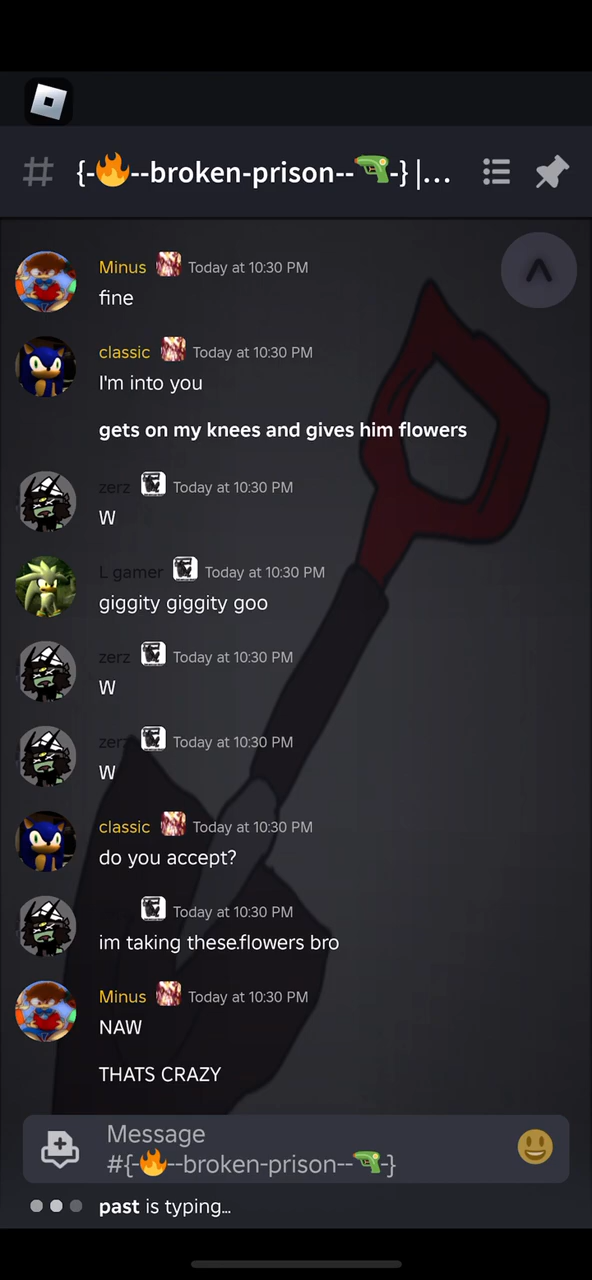 {-🔥--broken-prison--🔫-} |...
Minus Today at 10:30 PM
fine
classic Today at 10:30 PM
I'm into you
gets on my knees and gives him flowers
zerz Today at 10:30 PM
W
L gamer Today at 10:30 PM
giggity giggity goo
zerz Today at 10:30 PM
W
zerz Today at 10:30 PM
W
classic Today at 10:30 PM
do you accept?
Today at 10:30 PM
im taking these.flowers bro
Minus Today at 10:30 PM
NAW
THATS CRAZY
Message
#{-🔥--broken-prison--🔫-}
past is typing...